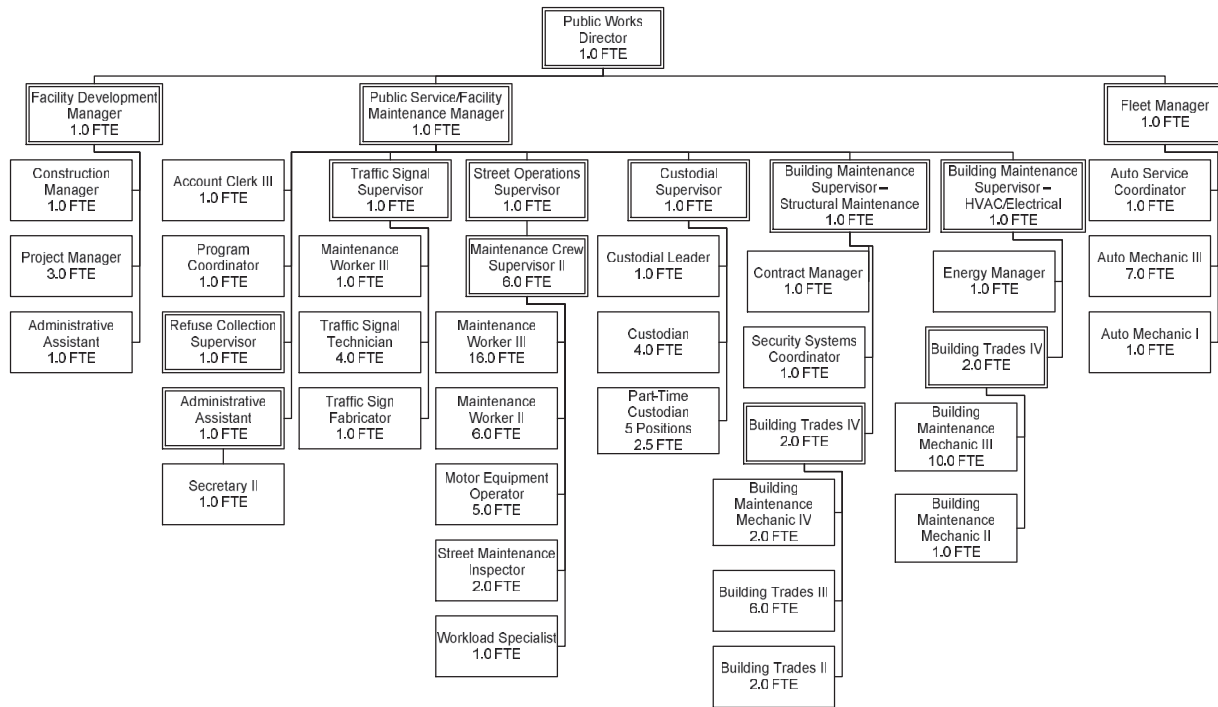 Public Works
Director
1.0 FTE
Facility Development
Manager
1.0 FTE
Public Service/Facility
Maintenance Manager
1.0 FTE
Fleet Manager
1.0 FTE
Construction
Manager
1.0 FTE
Project Manager
3.0 FTE
Administrative
Assistant
1.0 FTE
Account Clerk III
1.0 FTE
Program
Coordinator
1.0 FTE
Refuse Collection
Supervisor
1.0 FTE
Administrative
Assistant
1.0 FTE
Secretary II
1.0 FTE
Traffic Signal
Supervisor
1.0 FTE
Maintenance
Worker III
1.0 FTE
Traffic Signal
Technician
4.0 FTE
Traffic Sign
Fabricator
1.0 FTE
Street Operations
Supervisor
1.0 FTE
Maintenance Crew
Supervisor II
6.0 FTE
Maintenance
Worker III
16.0 FTE
Maintenance
Worker II
6.0 FTE
Motor Equipment
Operator
5.0 FTE
Street Maintenance
Inspector
2.0 FTE
Workload Specialist
1.0 FTE
Custodial
Supervisor
1.0 FTE
Custodial Leader
1.0 FTE
Custodian
4.0 FTE
Part-Time
Custodian
5 Positions
2.5 FTE
Building Maintenance
Supervisor –
Structural Maintenance
1.0 FTE
Contract Manager
1.0 FTE
Security Systems
Coordinator
1.0 FTE
Building Trades IV
2.0 FTE
Building
Maintenance
Mechanic IV
2.0 FTE
Building Trades III
6.0 FTE
Building Trades II
2.0 FTE
Building Maintenance
Supervisor –
HVAC/Electrical
1.0 FTE
Energy Manager
1.0 FTE
Building Trades IV
2.0 FTE
Building
Maintenance
Mechanic III
10.0 FTE
Building
Maintenance
Mechanic II
1.0 FTE
Auto Service
Coordinator
1.0 FTE
Auto Mechanic III
7.0 FTE
Auto Mechanic I
1.0 FTE